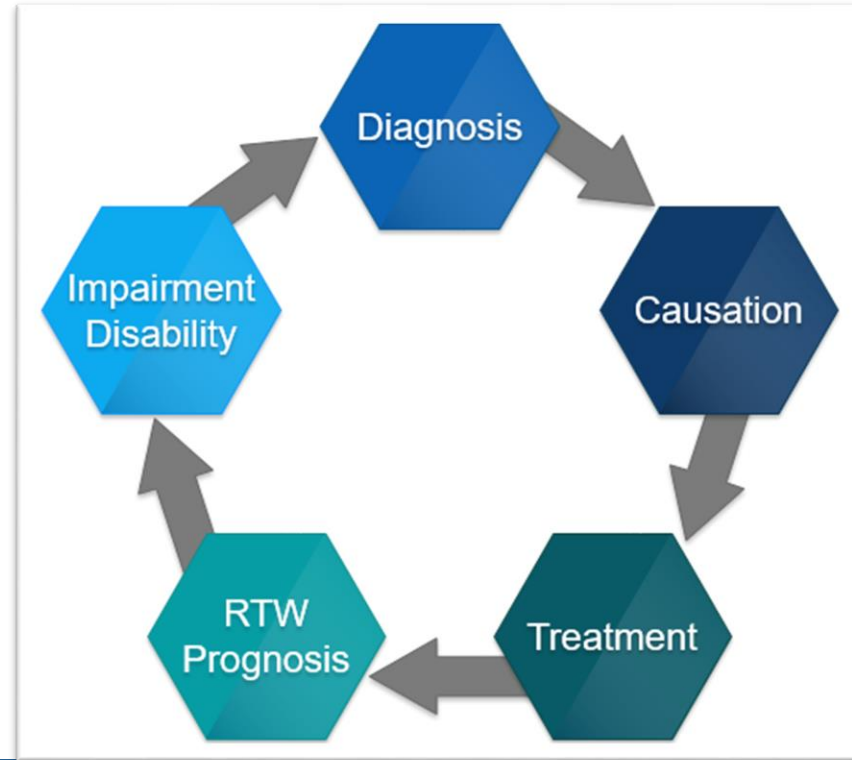 Diagnosis
Causation
Treatment
RTW
Prognosis
Impairment
Disability